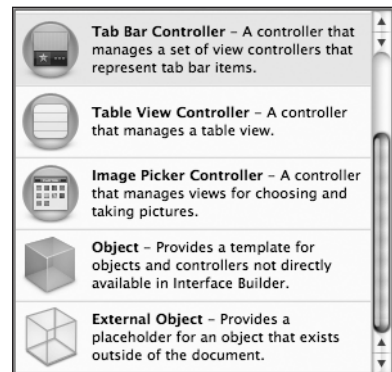 Tab Bar Controller – A controller that
manages a set of view controllers that
represent tab bar items.
Table View Controller – A controller
that manages a table view.
Image Picker Controller – A controller
that manages views for choosing and
taking pictures.
Object – Provides a template for
objects and controllers not directly
available in Interface Builder.
External Object – Provides a
placeholder for an object that exists
outside of the document.